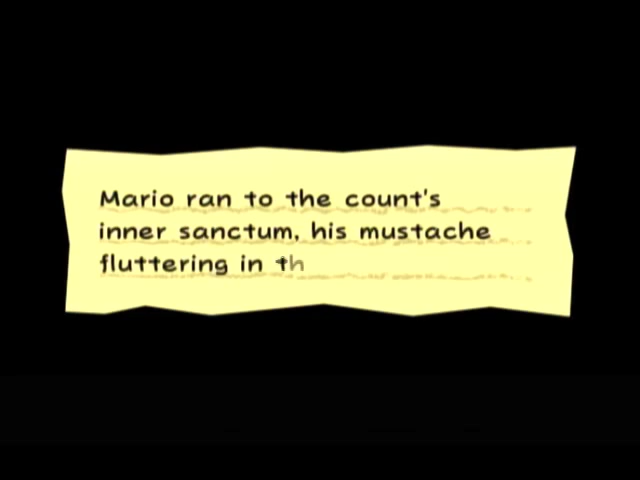 Mario ran to the count's
inner sanctum, his mustache
fluttering in th